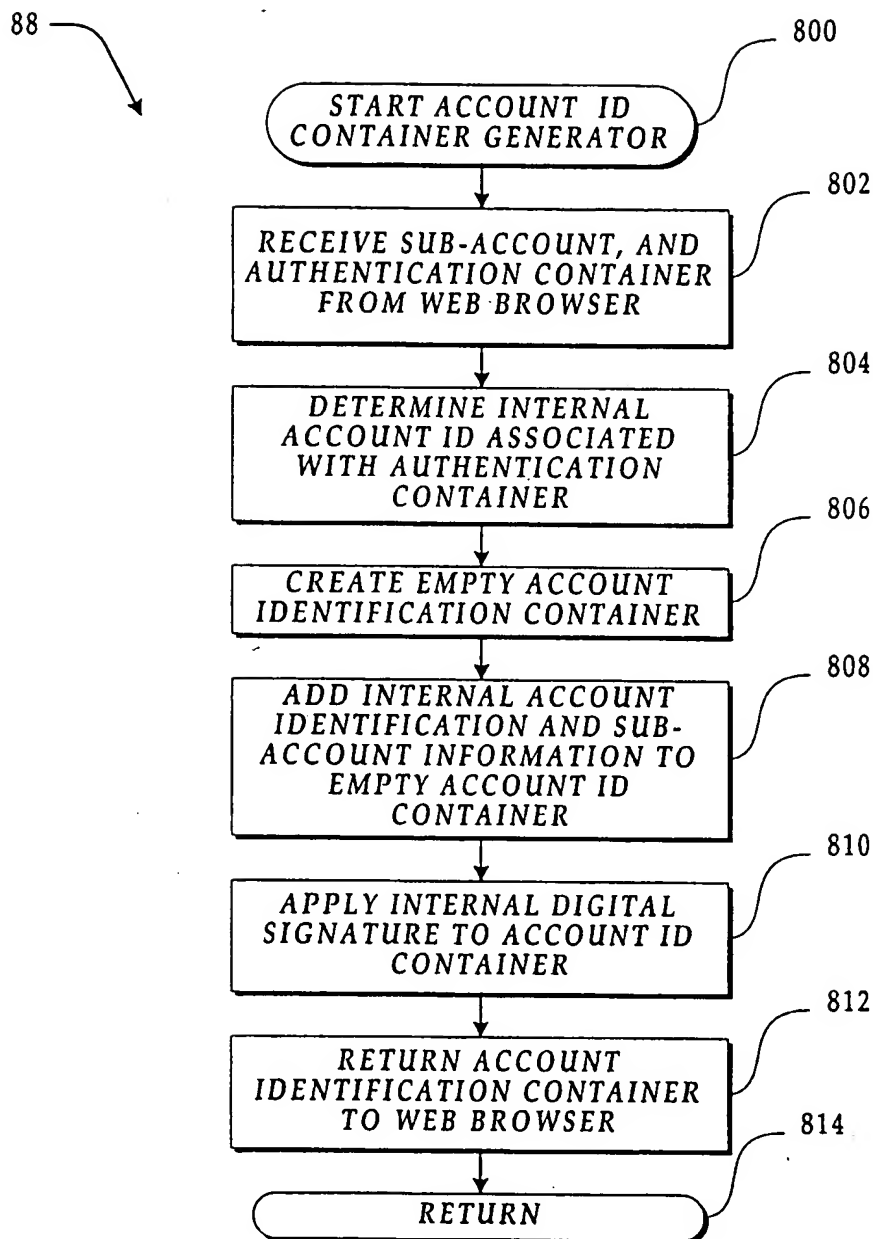 88
800
START ACCOUNT ID
CONTAINER GENERATOR
802
RECEIVE SUB-ACCOUNT, AND
AUTHENTICATION CONTAINER
FROM WEB BROWSER
804
DETERMINE INTERNAL
ACCOUNT ID ASSOCIATED
WITH AUTHENTICATION
CONTAINER
806
CREATE EMPTY ACCOUNT
IDENTIFICATION CONTAINER
808
ADD INTERNAL ACCOUNT
IDENTIFICATION AND SUB-
ACCOUNT INFORMATION TO
EMPTY ACCOUNT ID
CONTAINER
810
APPLY INTERNAL DIGITAL
SIGNATURE TO ACCOUNT ID
CONTAINER
812
RETURN ACCOUNT
IDENTIFICATION CONTAINER
TO WEB BROWSER
814
RETURN